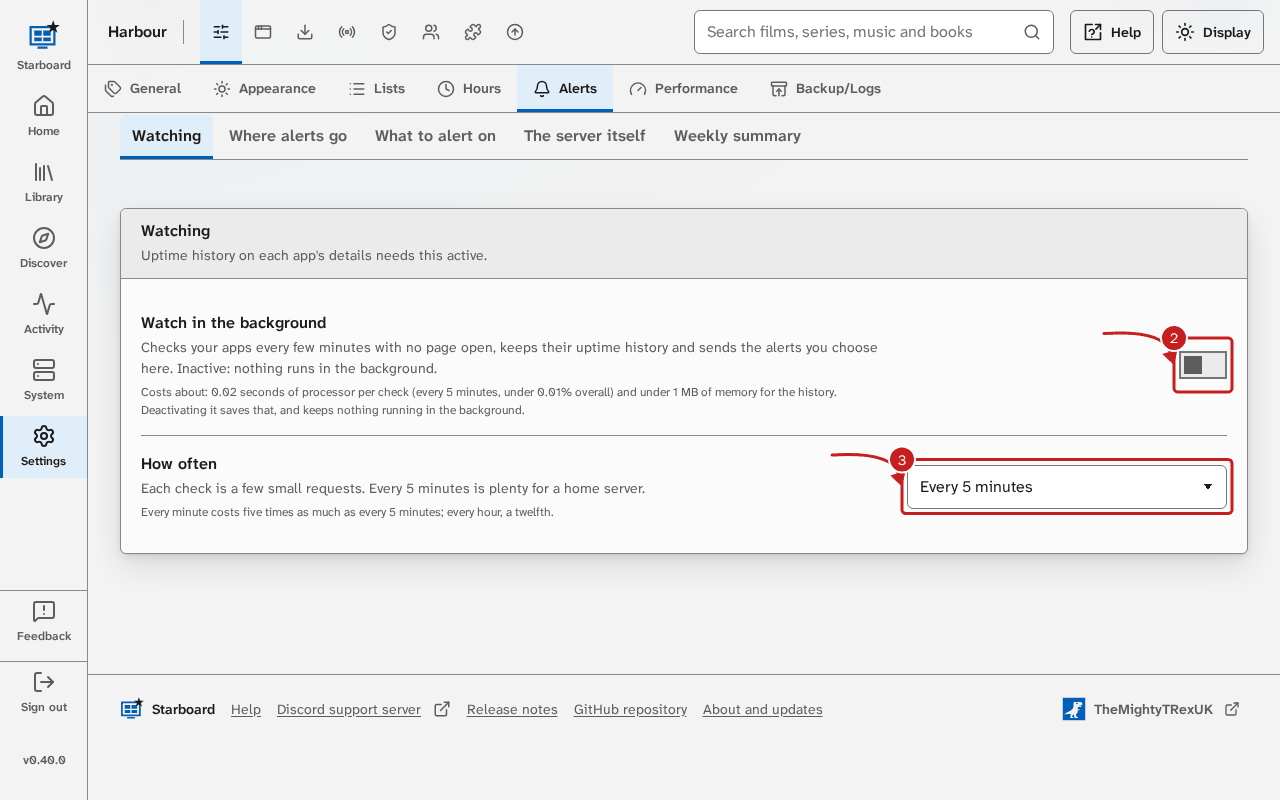 Starboard
Home
Library
Discover
Activity
System
Settings
Feedback
Sign out
v0.40.0
Harbour
Search films, series, music and books
Help
Display
General
Appearance
Lists
Hours
Alerts
Performance
Backup/Logs
Watching
Where alerts go
What to alert on
The server itself
Weekly summary
Watching
Uptime history on each app's details needs this active.
Watch in the background
Checks your apps every few minutes with no page open, keeps their uptime history and sends the alerts you choose
here. Inactive: nothing runs in the background.
Costs about: 0.02 seconds of processor per check (every 5 minutes, under 0.01% overall) and under 1 MB of memory for the history.
Deactivating it saves that, and keeps nothing running in the background.
2
How often
Each check is a few small requests. Every 5 minutes is plenty for a home server.
Every minute costs five times as much as every 5 minutes; every hour, a twelfth.
3
Every 5 minutes
Starboard
Help
Discord support server
Release notes
GitHub repository
About and updates
TheMightyTRexUK